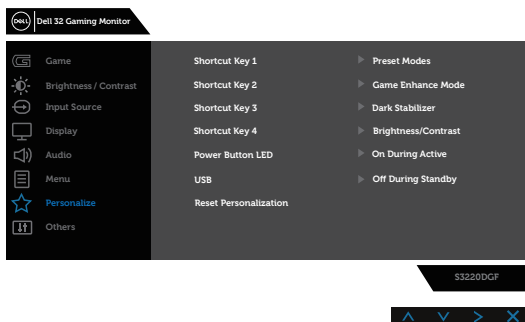 DELL Dell 32 Gaming Monitor
Game
Brightness / Contrast
Input Source
Display
Audio
Menu
Personalize
Others
Shortcut Key 1 Preset Modes
Shortcut Key 2 Game Enhance Mode
Shortcut Key 3 Dark Stabilizer
Shortcut Key 4 Brightness/Contrast
Power Button LED On During Active
USB Off During Standby
Reset Personalization
S3220DGF